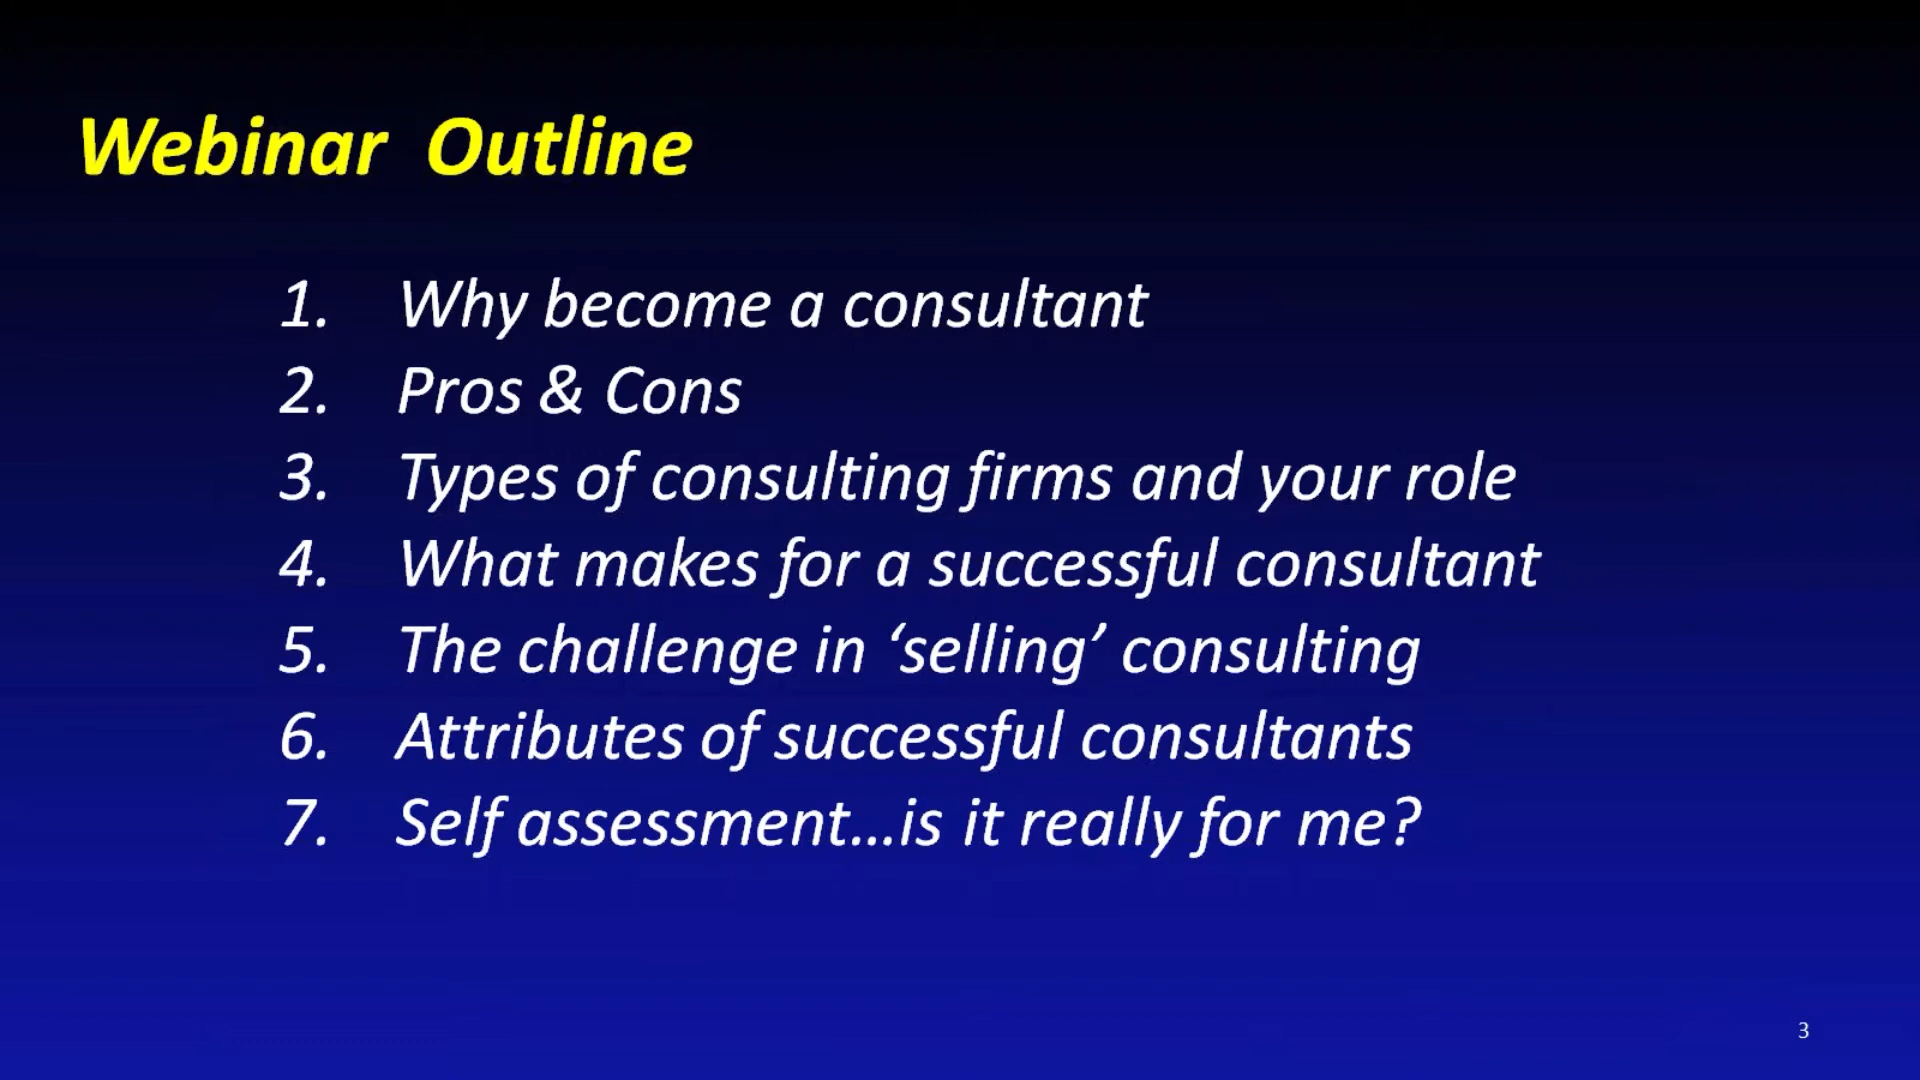 Webinar Outline
1. Why become a consultant
2. Pros & Cons
3. Types of consulting firms and your role
4. What makes for a successful consultant
5. The challenge in ‘selling’ consulting
6. Attributes of successful consultants
7. Self assessment...is it really for me?
3